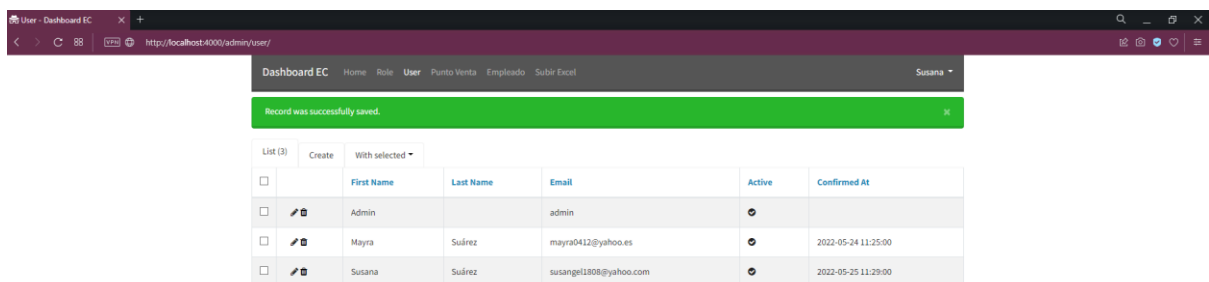 User - Dashboard EC
VPN http://localhost:4000/admin/user/
Dashboard EC Home Role User Punto Venta Empleado Subir Excel Susana
Record was successfully saved.
List (3) Create With selected
First Name Last Name Email Active Confirmed At
Admin admin
Mayra Suárez mayra0412@yahoo.es 2022-05-24 11:25:00
Susana Suárez susangel1808@yahoo.com 2022-05-25 11:29:00